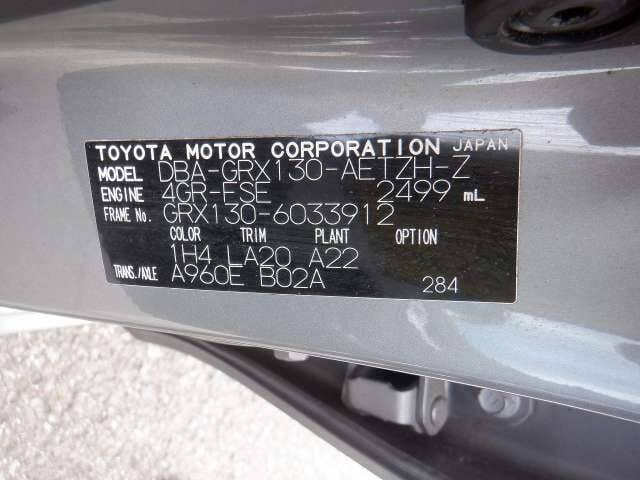 TOYOTA MOTOR CORPORATION JAPAN
MODEL DBA-GRX130-AETZH-Z
ENGINE 4GR-FSE 2499 mL
FRAME No. GRX130-6033912
COLOR TRIM PLANT OPTION
1H4 LA20 A22
TRANS./AXLE A960E B02A 284